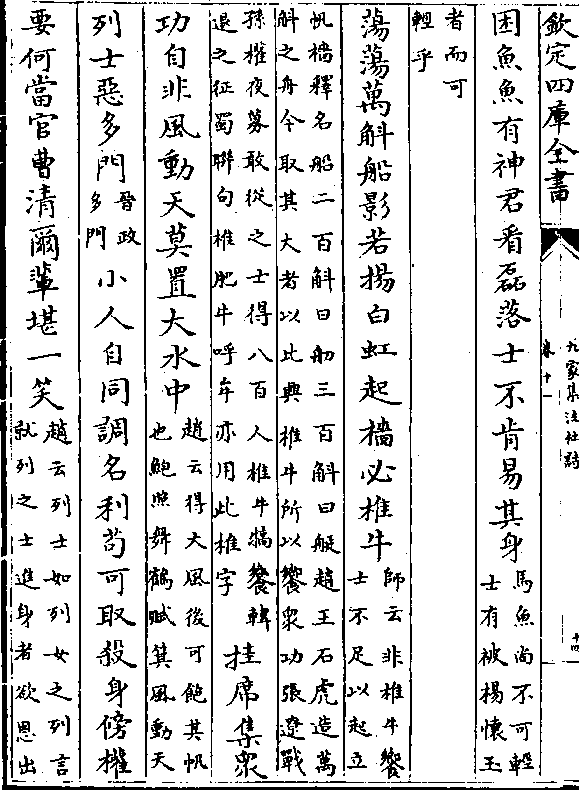 欽定四庫全書
九家集注杜詩
卷十一
十四
困魚魚有神君看磊落士不肯易其身馬魚尚不可輕
士有被楊懷玉
者而可
輕乎
蕩蕩萬斛船影若揚白虹起檣必椎牛師云非椎牛饗
士不足以起立
帆檣釋名船二百斛曰舠三百斛曰艇趙王石虎造萬
斛之舟今取其大者以比興椎牛所以饗衆功張遼戰
孫權夜募敢從之士得八百人椎牛犒饗韓
退之征蜀聯句椎肥牛呼牟亦用此椎字
挂席集衆
功自非風動天莫置大水中趙云得大風後可飽其帆
也鮑照舞鶴賦箕風動天
列士惡多門晉政
多門
小人自同調名利茍可取殺身傍權
要何當官曹清爾輩堪一笑趙云列士如列女之列言
就列之士進身者欲恩出